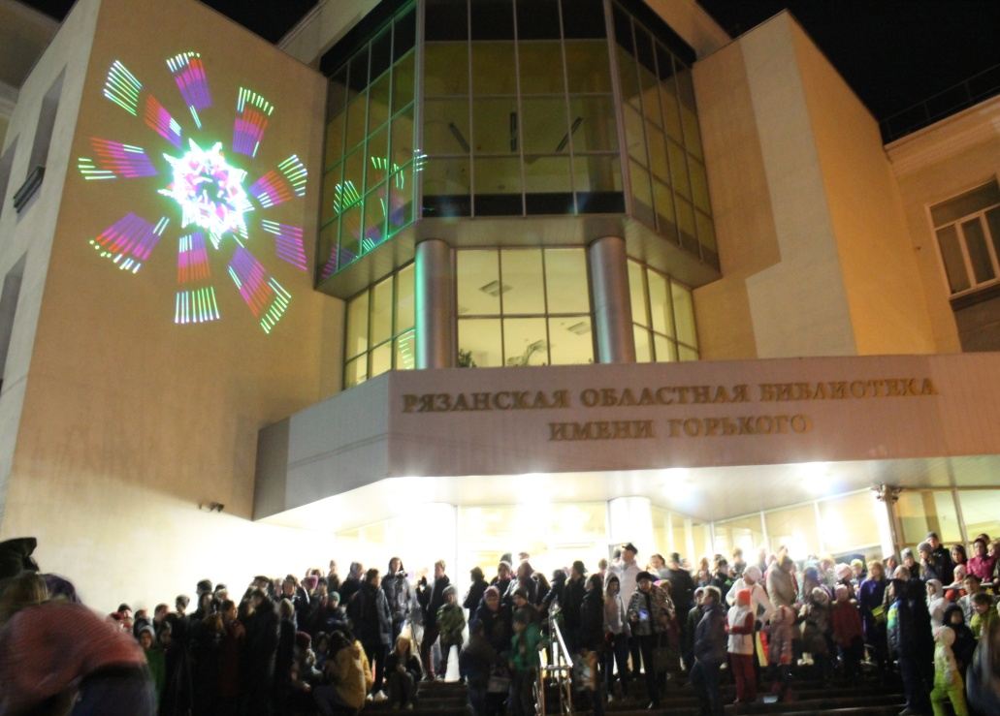 РЯЗАНСКАЯ ОБЛАСТНАЯ БИБЛИОТЕКА
ИМЕНИ ГОРЬКОГО